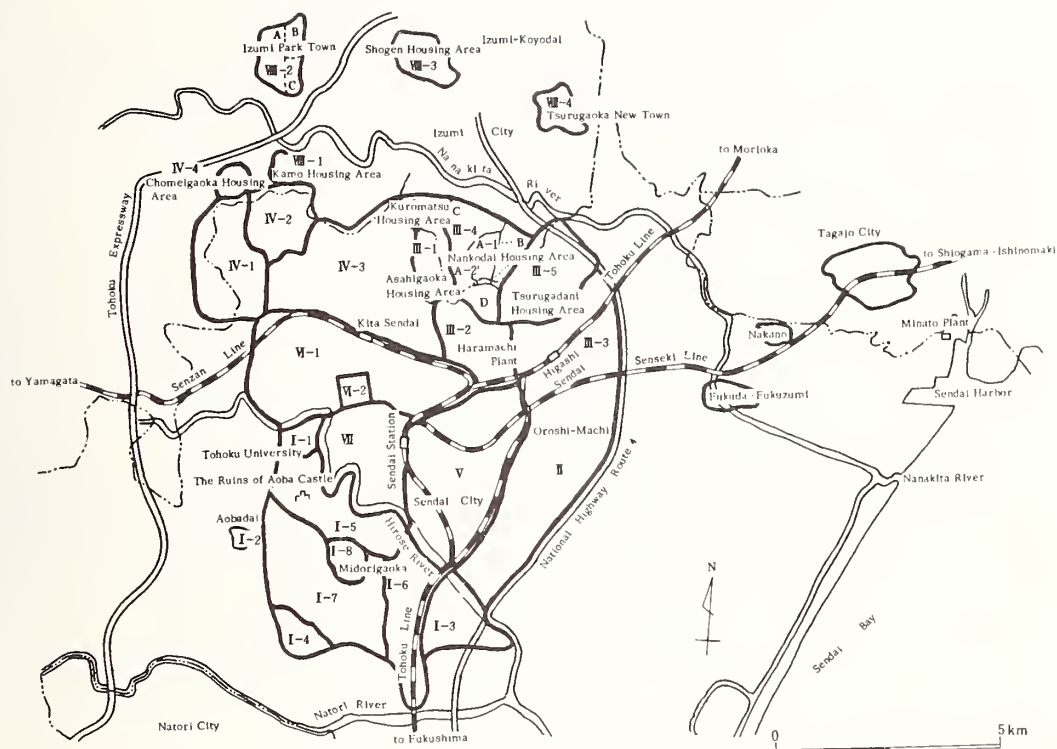 A
B
Izumi Park Town
Ⅷ-2
C
Shogen Housing Area
Ⅷ-3
Izumi-Koyodai
Ⅷ-4
Tsurugaoka New Town
Izumi City
Nanakita River
to Morioka
Ⅳ-4
Chomeigaoka Housing
Area
Ⅷ-1
Kamo Housing Area
Tohoku Expressway
Ⅳ-2
Kuromatsu
Housing Area
C
Ⅲ-4
Ⅲ-1
A-1
B
Nankodai Housing Area
A-2
Ⅲ-5
Tohoku Line
Tagajo City
to Shiogama-Ishinomaki
Ⅳ-1
Ⅳ-3
Asahigaoka
Housing Area
D
Tsurugadani
Housing Area
Kita Sendai
Ⅲ-2
Haramachi
Plant
Ⅲ-3
Nakano
Minato Plant
Senzan Line
Ⅵ-1
Higashi
Sendai
Senseki Line
to Yamagata
Ⅵ-2
Fukuda-Fukuzumi
Sendai Harbor
Ⅰ-1
Ⅶ
Sendai Station
Oroshi-Machi
Tohoku University
Ⅴ
Ⅱ
National Highway Route 4
The Ruins of Aoba Castle
Sendai City
Nanakita River
Aobadai
Ⅰ-2
Ⅰ-5
Hirose River
Ⅰ-8
Midorigaoka
Ⅰ-6
Ⅰ-7
N
Ⅰ-4
Tohoku Line
Ⅰ-3
Sendai Bay
Natori City
Natori River
to Fukushima
0
5 km